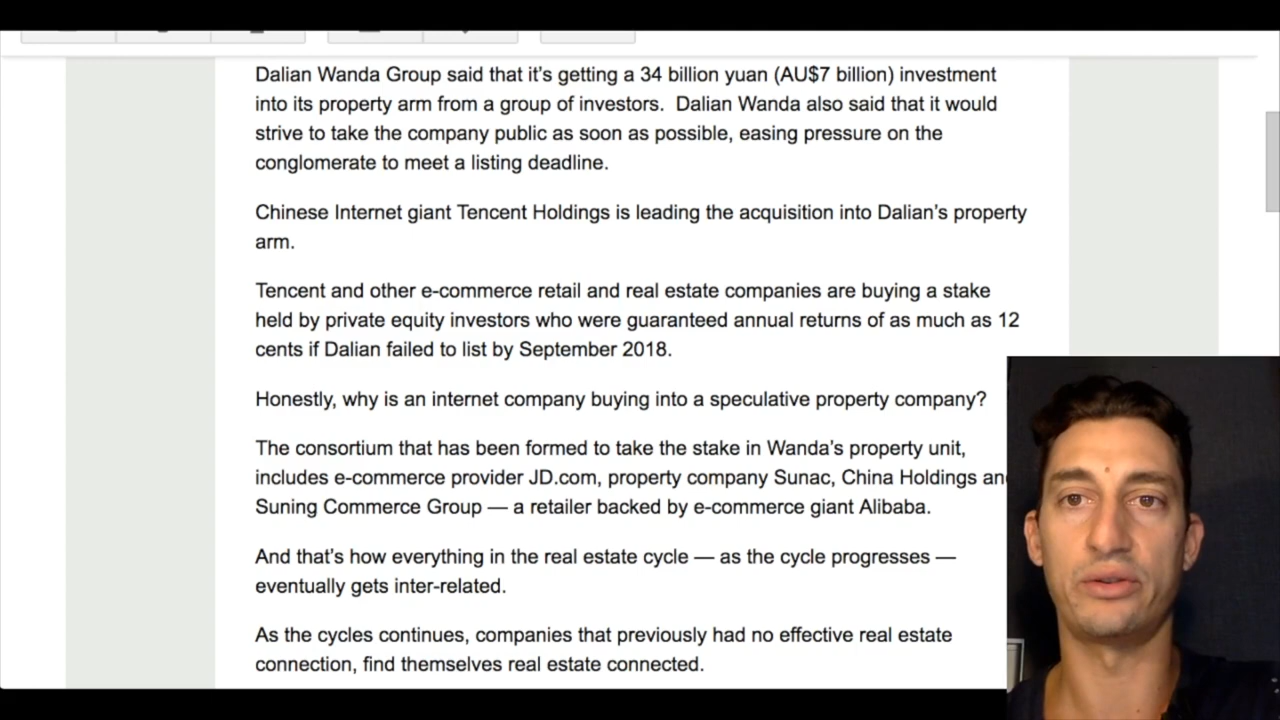 Dalian Wanda Group said that it’s getting a 34 billion yuan (AU$7 billion) investment
into its property arm from a group of investors.  Dalian Wanda also said that it would
strive to take the company public as soon as possible, easing pressure on the
conglomerate to meet a listing deadline.
Chinese Internet giant Tencent Holdings is leading the acquisition into Dalian’s property
arm.
Tencent and other e-commerce retail and real estate companies are buying a stake
held by private equity investors who were guaranteed annual returns of as much as 12
cents if Dalian failed to list by September 2018.
Honestly, why is an internet company buying into a speculative property company?
The consortium that has been formed to take the stake in Wanda’s property unit,
includes e-commerce provider JD.com, property company Sunac, China Holdings an
Suning Commerce Group — a retailer backed by e-commerce giant Alibaba.
And that’s how everything in the real estate cycle — as the cycle progresses —
eventually gets inter-related.
As the cycles continues, companies that previously had no effective real estate
connection, find themselves real estate connected.